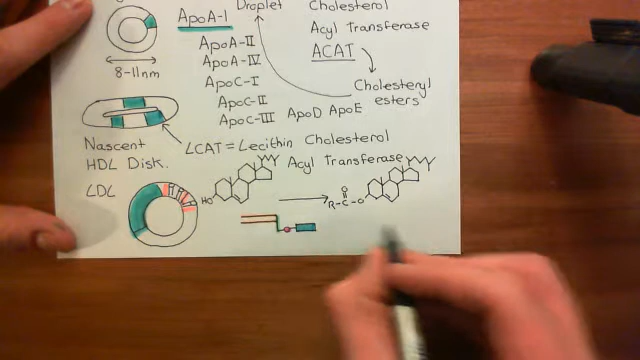 8-11nm
ApoA-I
ApoA-II
ApoA-IV
ApoC-I
ApoC-II
ApoC-III ApoD ApoE
Droplet
Cholesterol
Acyl Transferase
ACAT
Cholesteryl
esters
Nascent
HDL Disk.
LCAT = Lecithin Cholesterol
Acyl Transferase
LDL
HO
O
R-C-O